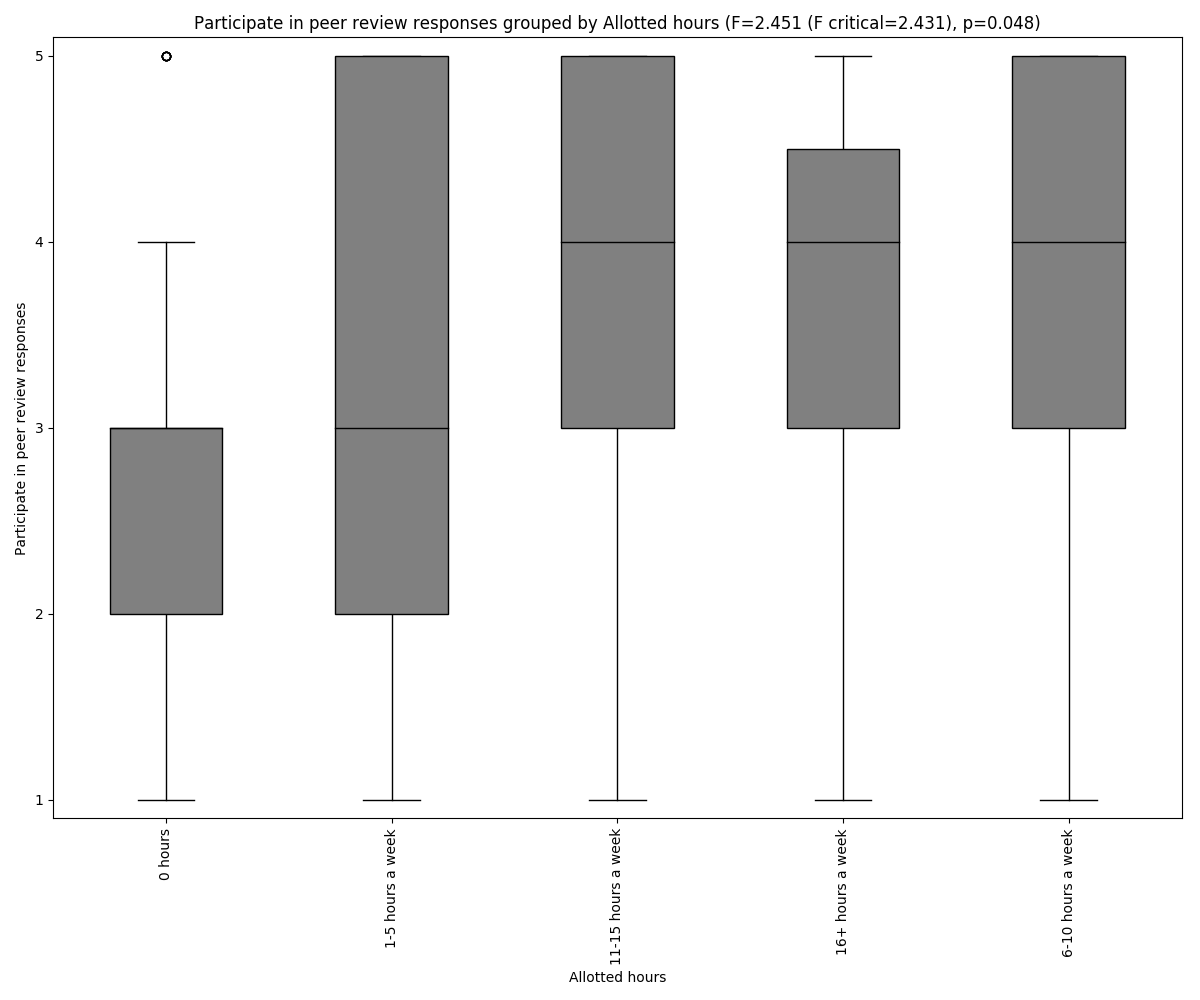 Participate in peer review responses grouped by Allotted hours (F=2.451 (F critical=2.431), p=0.048)
Participate in peer review responses
5
4
3
2
1
0 hours
1-5 hours a week
11-15 hours a week
16+ hours a week
6-10 hours a week
Allotted hours